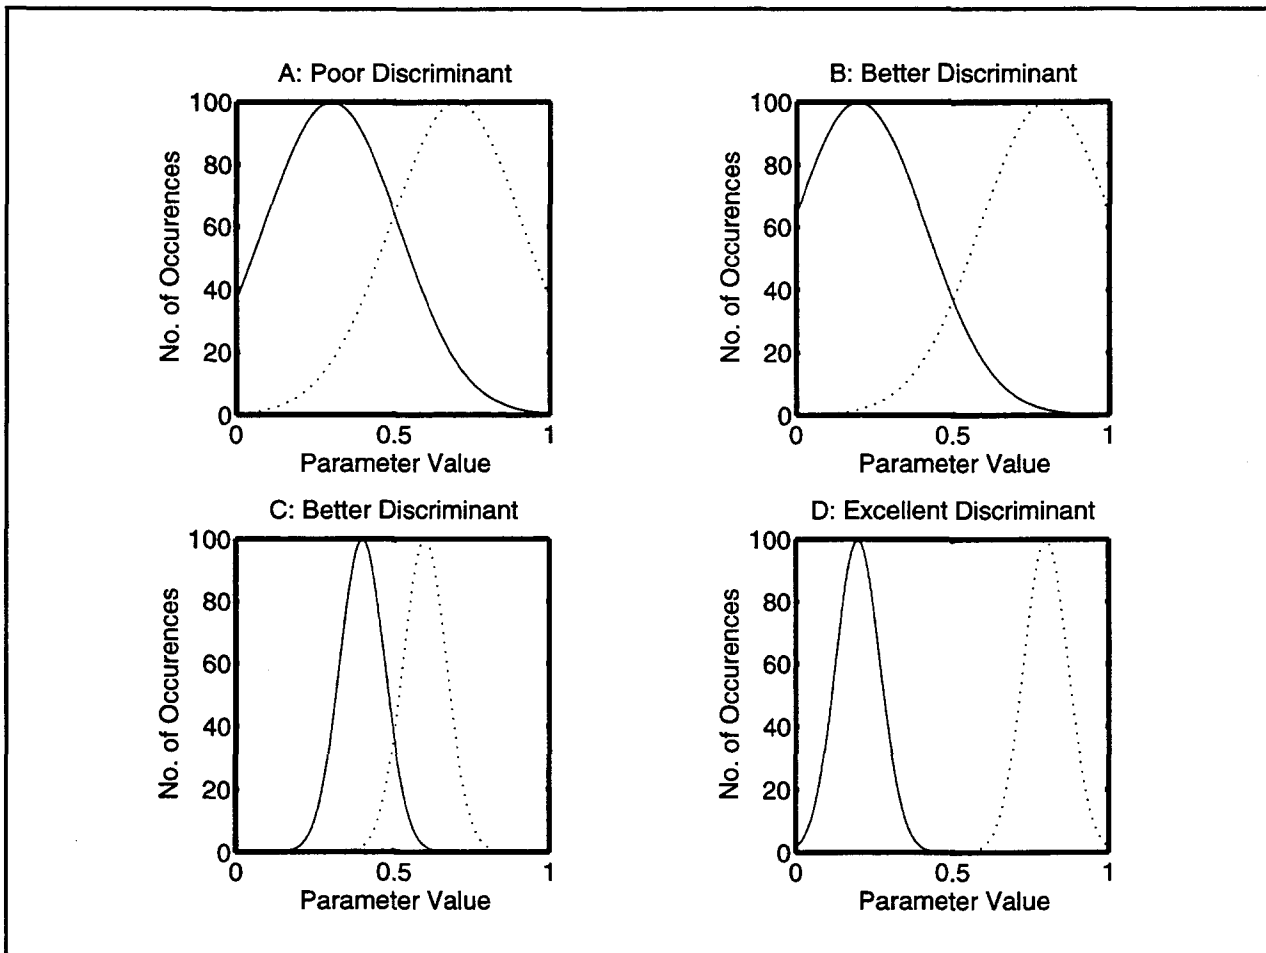 A: Poor Discriminant
100
80
60
40
20
0
0 0.5 1
No. of Occurences
Parameter Value
B: Better Discriminant
100
80
60
40
20
0
0 0.5 1
No. of Occurences
Parameter Value
C: Better Discriminant
100
80
60
40
20
0
0 0.5 1
No. of Occurences
Parameter Value
D: Excellent Discriminant
100
80
60
40
20
0
0 0.5 1
No. of Occurences
Parameter Value